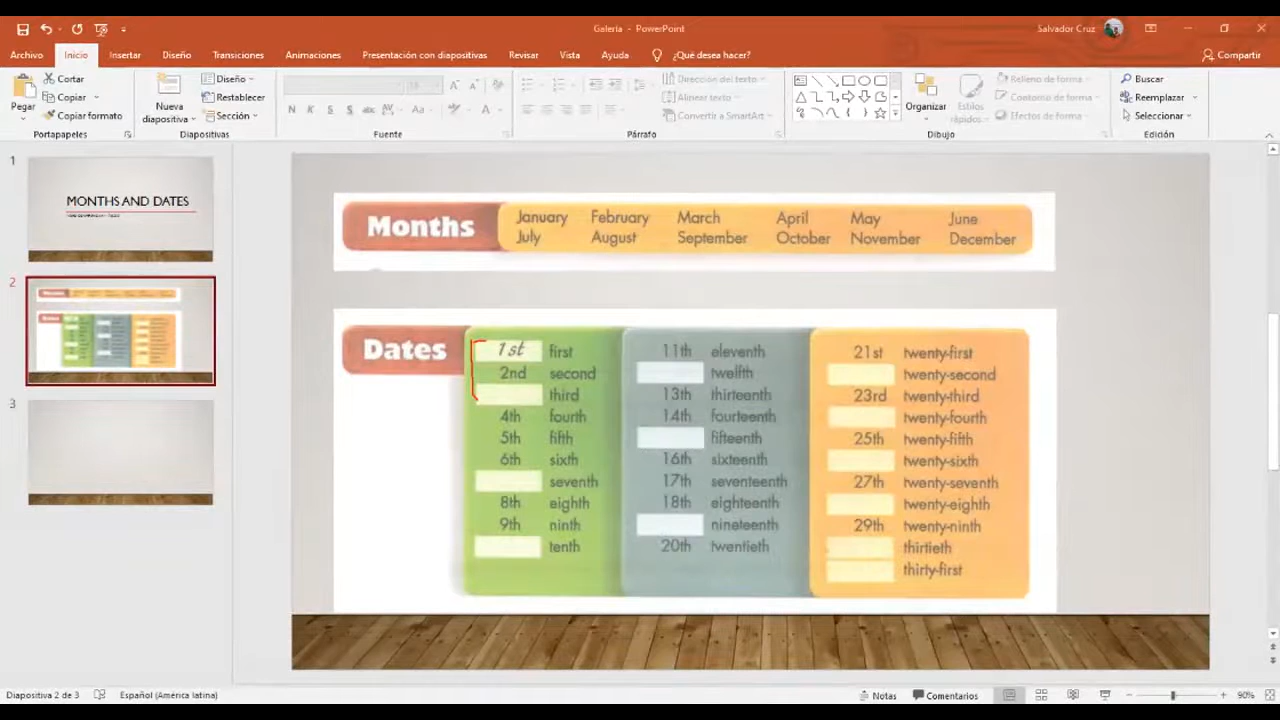 Galería - PowerPoint
Salvador Cruz
Archivo Inicio Insertar Diseño Transiciones Animaciones Presentación con diapositivas Revisar Vista Ayuda ¿Qué desea hacer? Compartir
Pegar
Cortar
Copiar
Copiar formato
Portapapeles
Nueva diapositiva
Diseño
Restablecer
Sección
Diapositivas
18
N K S S abc Aa A
Fuente
Dirección del texto
Alinear texto
Convertir a SmartArt
Párrafo
Organizar
Estilos rápidos
Relleno de forma
Contorno de forma
Efectos de forma
Dibujo
Buscar
Reemplazar
Seleccionar
Edición
1
MONTHS AND DATES
2
3
Months
January February March April May June
July August September October November December
Dates
1st first
2nd second
third
4th fourth
5th fifth
6th sixth
seventh
8th eighth
9th ninth
tenth
11th eleventh
twelfth
13th thirteenth
14th fourteenth
fifteenth
16th sixteenth
17th seventeenth
18th eighteenth
nineteenth
20th twentieth
21st twenty-first
twenty-second
23rd twenty-third
twenty-fourth
25th twenty-fifth
twenty-sixth
27th twenty-seventh
twenty-eighth
29th twenty-ninth
thirtieth
thirty-first
Diapositiva 2 de 3 Español (América latina) Notas Comentarios 90%